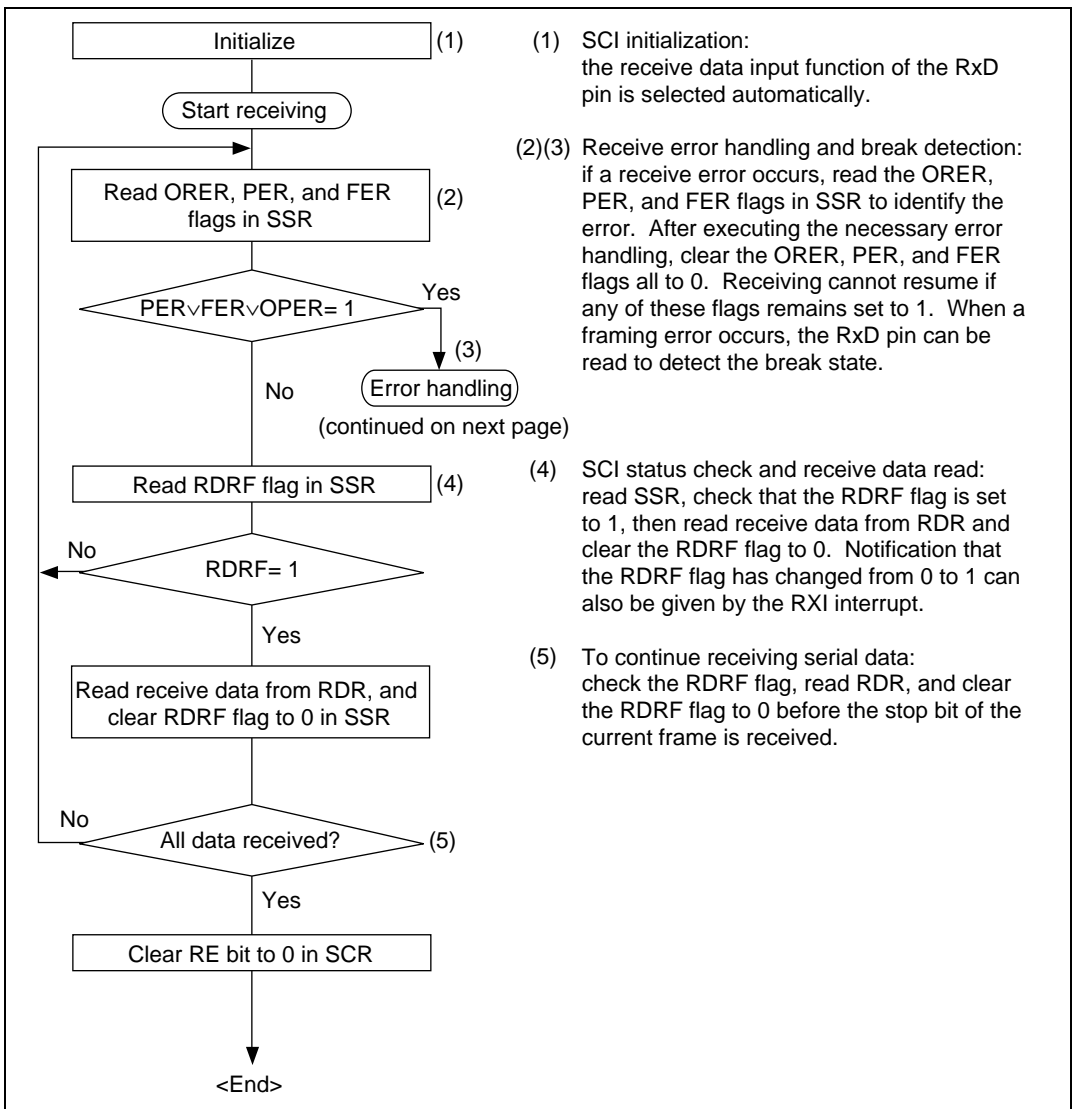 Initialize
(1)
Start receiving
Read ORER, PER, and FER
flags in SSR
(2)
PER∨FER∨OPER= 1
Yes
(3)
No
Error handling
(continued on next page)
Read RDRF flag in SSR
(4)
No
RDRF= 1
Yes
Read receive data from RDR, and
clear RDRF flag to 0 in SSR
No
All data received?
(5)
Yes
Clear RE bit to 0 in SCR
<End>
(1) SCI initialization:
the receive data input function of the RxD
pin is selected automatically.
(2)(3) Receive error handling and break detection:
if a receive error occurs, read the ORER,
PER, and FER flags in SSR to identify the
error. After executing the necessary error
handling, clear the ORER, PER, and FER
flags all to 0. Receiving cannot resume if
any of these flags remains set to 1. When a
framing error occurs, the RxD pin can be
read to detect the break state.
(4) SCI status check and receive data read:
read SSR, check that the RDRF flag is set
to 1, then read receive data from RDR and
clear the RDRF flag to 0. Notification that
the RDRF flag has changed from 0 to 1 can
also be given by the RXI interrupt.
(5) To continue receiving serial data:
check the RDRF flag, read RDR, and clear
the RDRF flag to 0 before the stop bit of the
current frame is received.